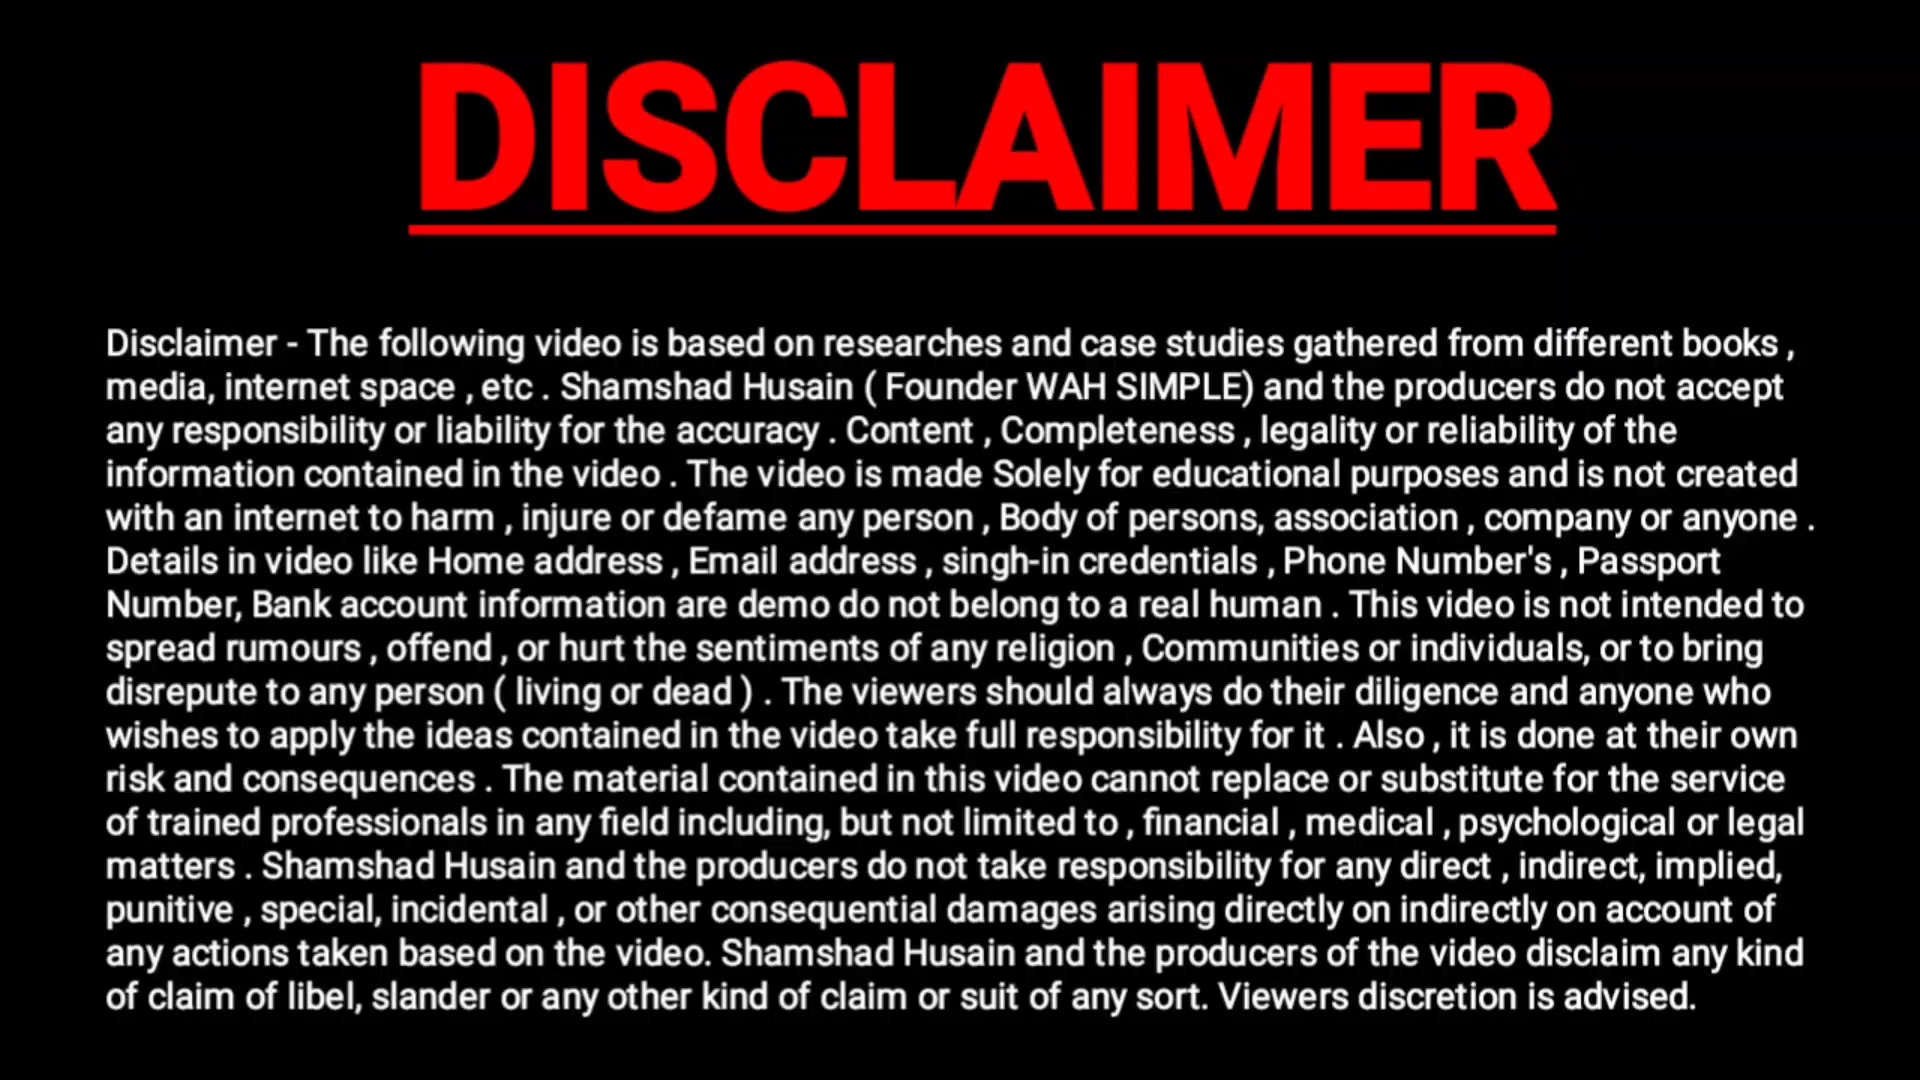 DISCLAIMER
Disclaimer - The following video is based on researches and case studies gathered from different books ,
media, internet space , etc . Shamshad Husain ( Founder WAH SIMPLE) and the producers do not accept
any responsibility or liability for the accuracy . Content , Completeness , legality or reliability of the
information contained in the video . The video is made Solely for educational purposes and is not created
with an internet to harm , injure or defame any person , Body of persons, association , company or anyone .
Details in video like Home address , Email address , singh-in credentials , Phone Number's , Passport
Number, Bank account information are demo do not belong to a real human . This video is not intended to
spread rumours , offend , or hurt the sentiments of any religion , Communities or individuals, or to bring
disrepute to any person ( living or dead ) . The viewers should always do their diligence and anyone who
wishes to apply the ideas contained in the video take full responsibility for it . Also , it is done at their own
risk and consequences . The material contained in this video cannot replace or substitute for the service
of trained professionals in any field including, but not limited to , financial , medical , psychological or legal
matters . Shamshad Husain and the producers do not take responsibility for any direct , indirect, implied,
punitive , special, incidental , or other consequential damages arising directly on indirectly on account of
any actions taken based on the video. Shamshad Husain and the producers of the video disclaim any kind
of claim of libel, slander or any other kind of claim or suit of any sort. Viewers discretion is advised.